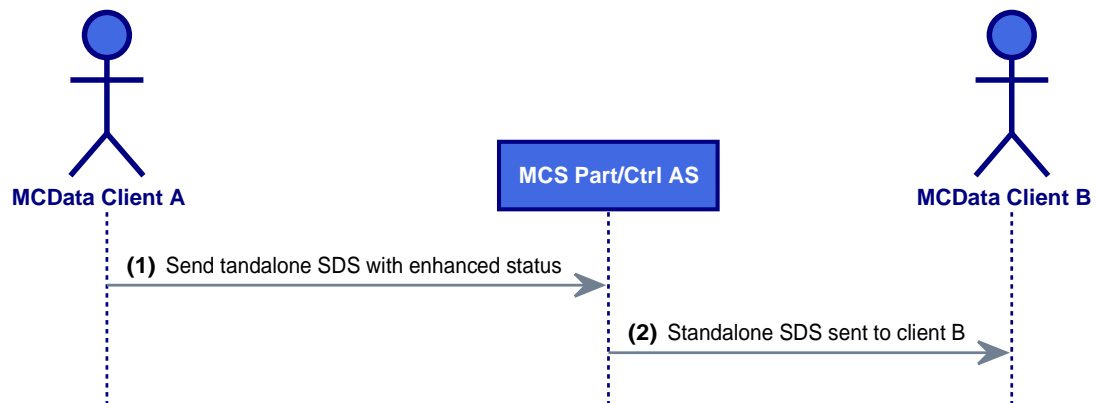 MCS Part/Ctrl AS
MCData Client A
MCData Client B
(1) Send tandalone SDS with enhanced status
(2) Standalone SDS sent to client B